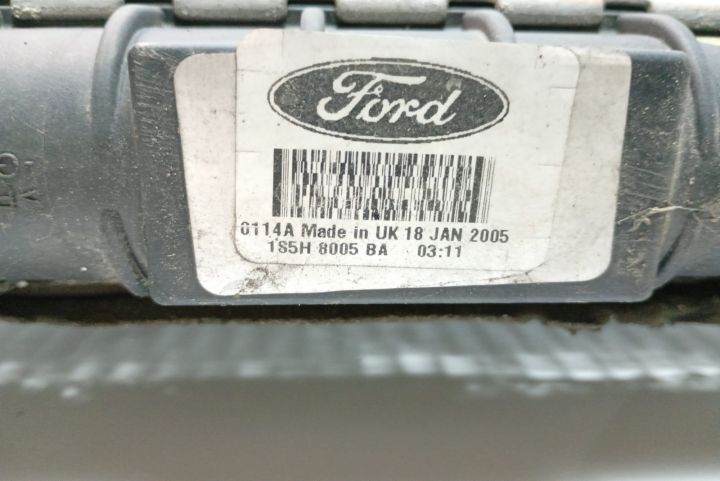 Ford
0114A Made in UK 18 JAN 2005
1S5H 8005 BA 03:11